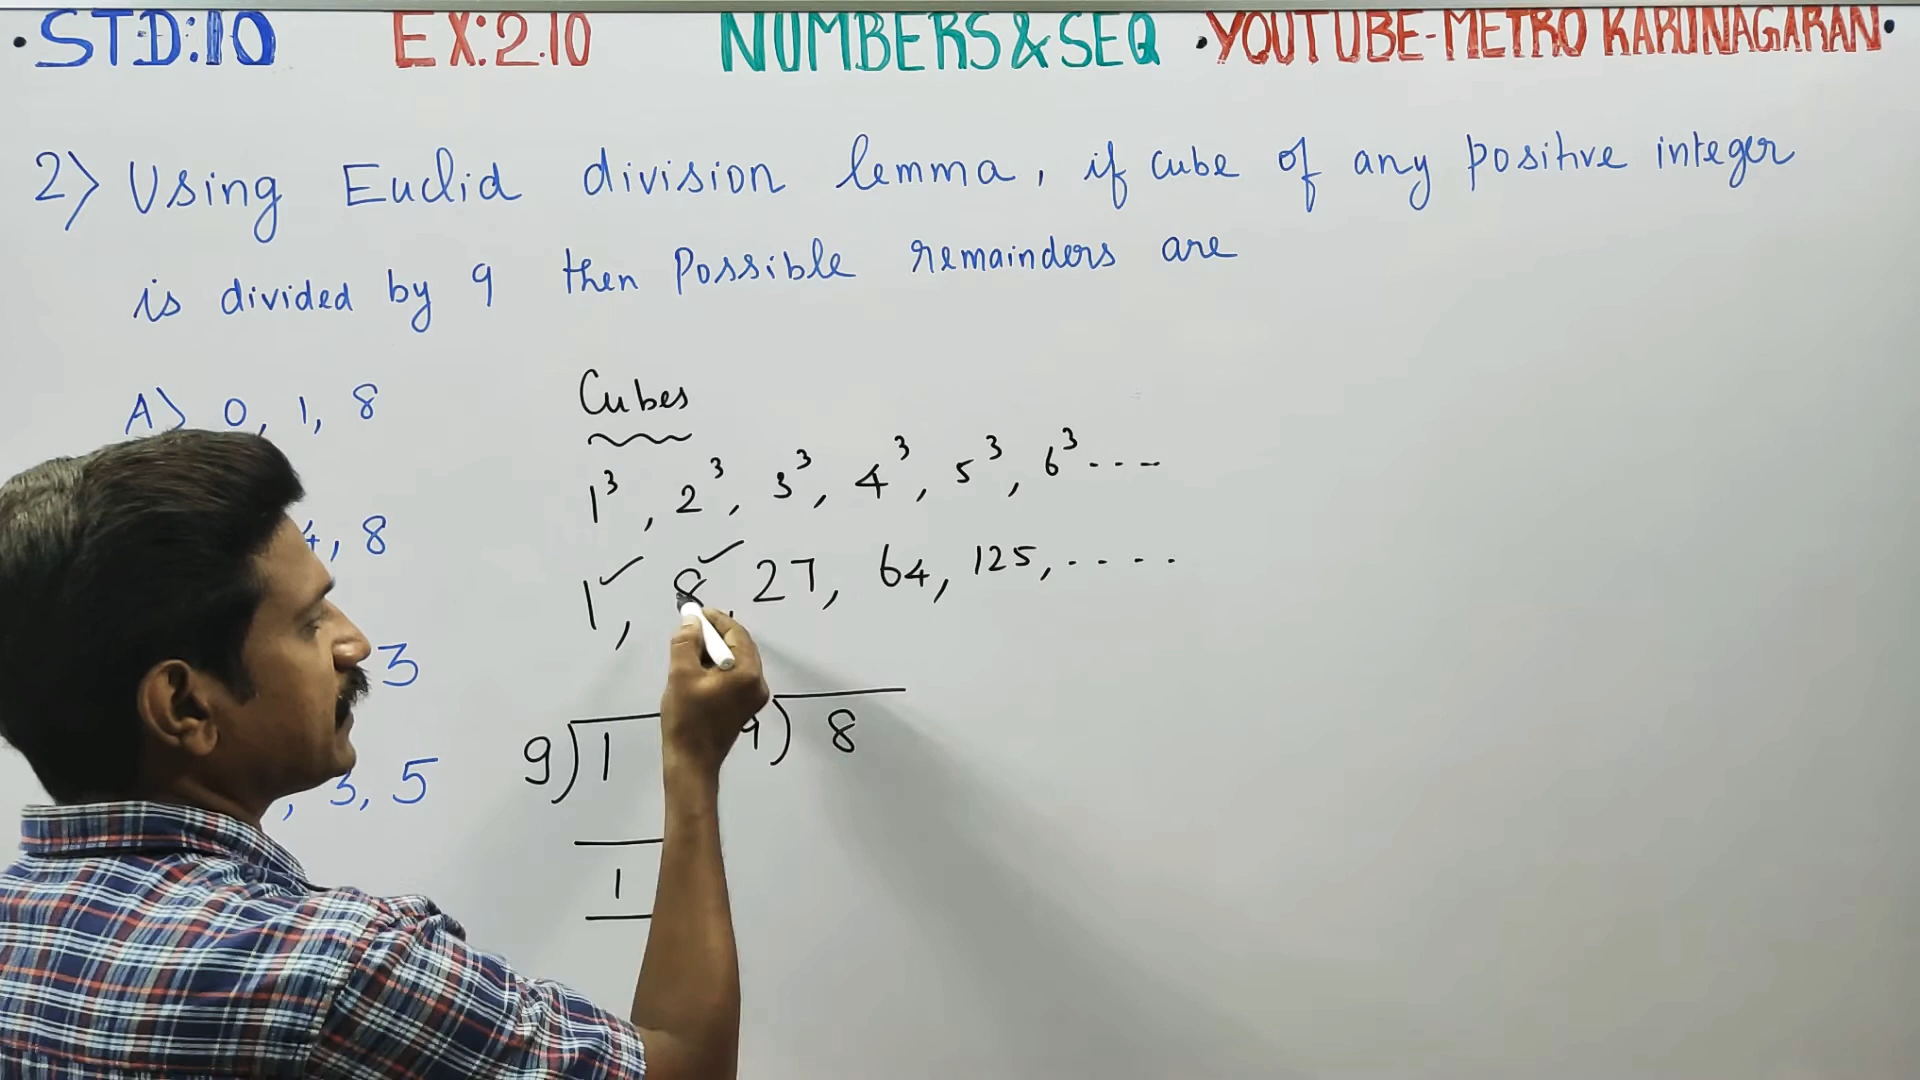 ·STD:10 EX:2.10 NUMBERS&SEQ ·YOUTUBE-METRO KARUNAGARAN·
2) Using Euclid division lemma, if cube of any positive integer
is divided by 9 then possible remainders are
A) 0, 1, 8
4, 8
3
, 3, 5
Cubes
1³, 2³, 3³, 4³, 5³, 6³ - - - -
1✓, 8✓, 27, 64, 125, - - - -
9)1
1
9) 8